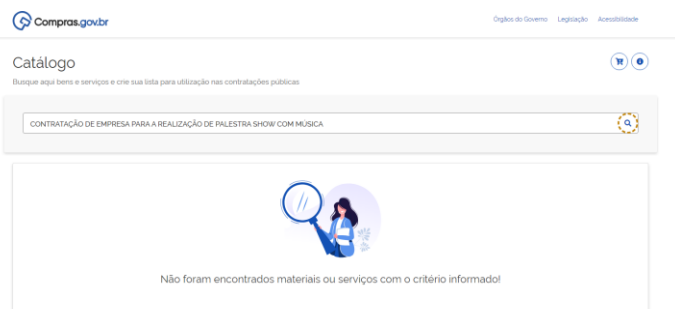 Compras.gov.br
Órgãos do Governo Legislação Acessibilidade
Catálogo
Busque aqui bens e serviços e crie sua lista para utilização nas contratações públicas
CONTRATAÇÃO DE EMPRESA PARA A REALIZAÇÃO DE PALESTRA SHOW COM MÚSICA
Não foram encontrados materiais ou serviços com o critério informado!